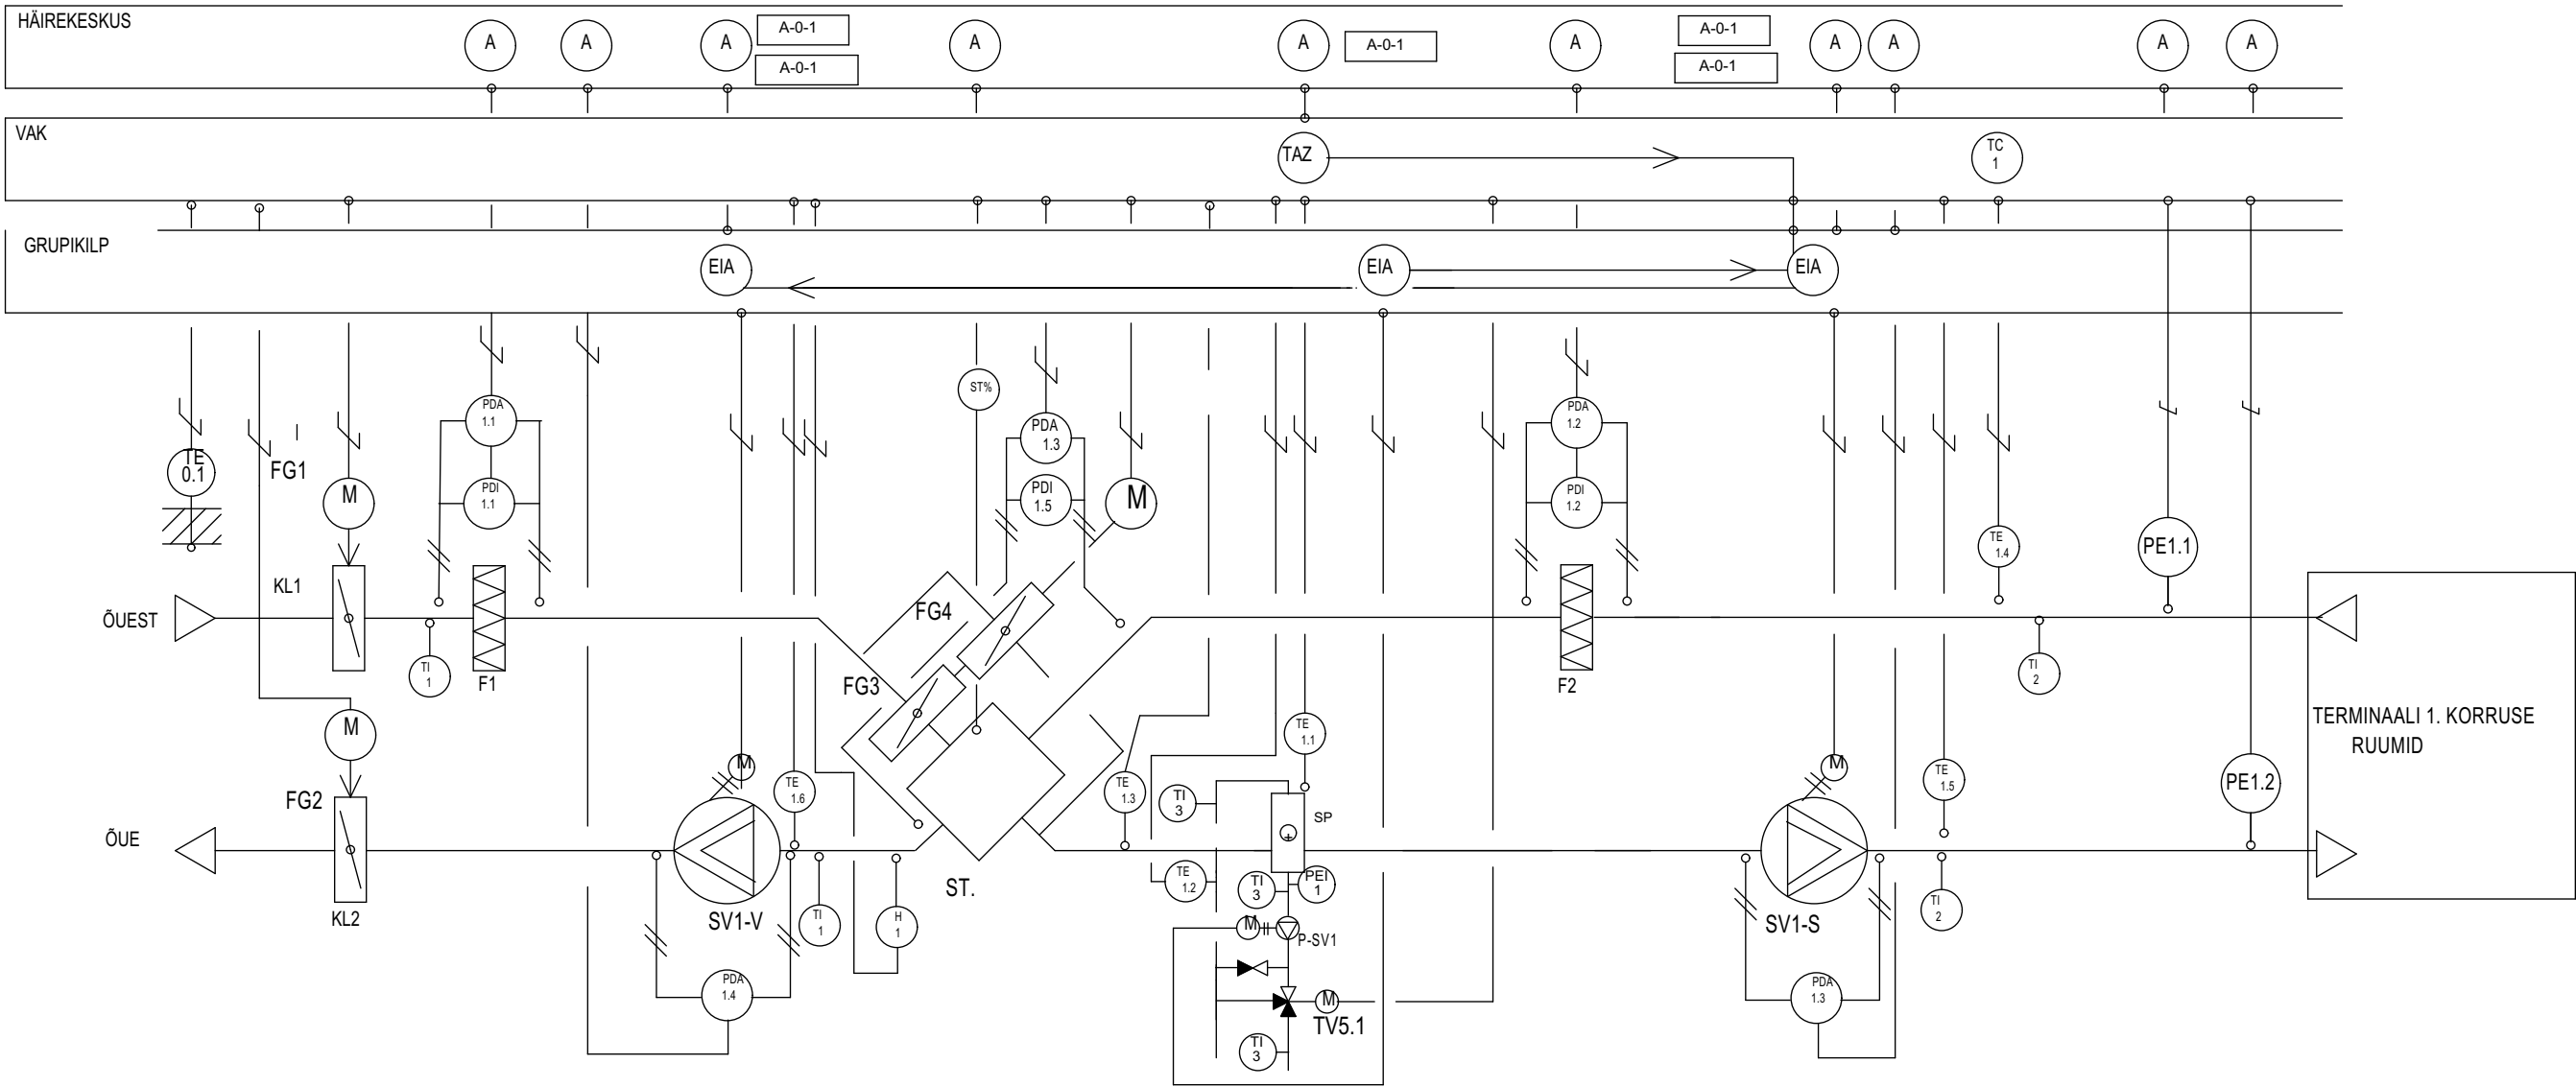 HÄIREKESKUS
A
A
A
A-0-1
A-0-1
A
A
A-0-1
A
A-0-1
A-0-1
A
A
A
A
VAK
TAZ
TC
1
GRUPIKILP
EIA
EIA
EIA
TE
0.1
FG1
M
PDA
1.1
PDI
1.1
ST%
PDA
1.3
PDI
1.5
M
PDA
1.2
PDI
1.2
TE
1.4
PE1.1
KL1
ÕUEST
TI
1
F1
FG4
FG3
F2
TI
2
TERMINAALI 1. KORRUSE
RUUMID
M
FG2
ÕUE
KL2
M
TE
1.6
SV1-V
TI
1
H
1
ST.
TE
1.3
TI
3
TE
1.1
SP
TE
1.2
TI
3
PEI
1
M
P-SV1
M
TV5.1
TI
3
M
TE
1.5
PE1.2
SV1-S
TI
2
PDA
1.4
PDA
1.3